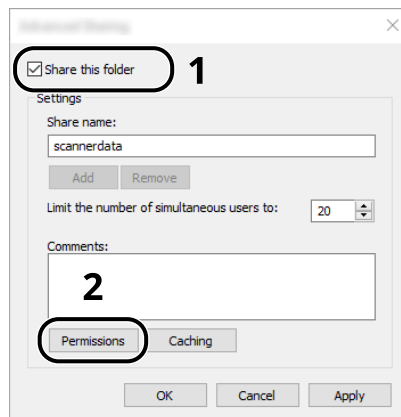 Share this folder
1
Settings
Share name:
scannerdata
Add Remove
Limit the number of simultaneous users to: 20
Comments:
2
Permissions Caching
OK Cancel Apply